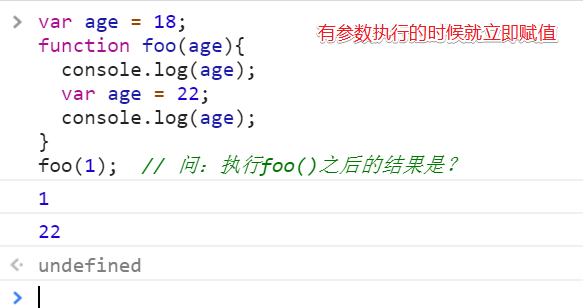 var age = 18;
有参数执行的时候就立即赋值
function foo(age){
console.log(age);
var age = 22;
console.log(age);
}
foo(1);  // 问：执行foo()之后的结果是？
1
22
undefined